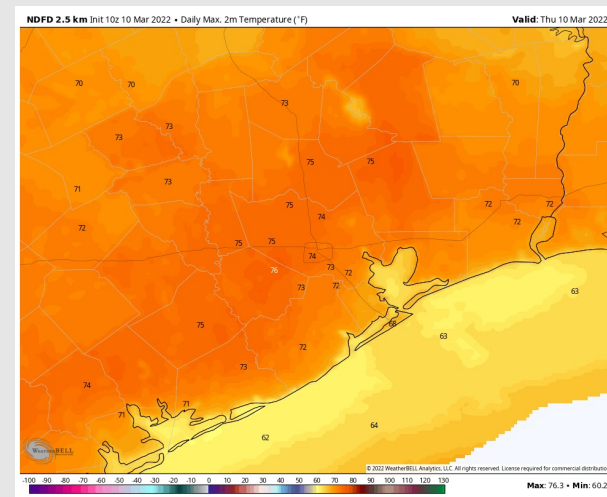 NDFD 2.5 km Init 10z 10 Mar 2022 • Daily Max. 2m Temperature (°F)
Valid: Thu 10 Mar 2022
70 70 70
73
73 73
75 75
73
71
75 72 72
74 72
72
75 75
74
76 73 72
73 72
63
75 68
63
72
73
74
71 71
64
62
WeatherBELL
© 2022 WeatherBELL Analytics, LLC. All rights reserved. License required for commercial distributio
-100 -90 -80 -70 -60 -50 -40 -30 -20 -10 0 10 20 30 40 50 60 70 80 90 100 110 120 130
Max: 76.3 • Min: 60.2